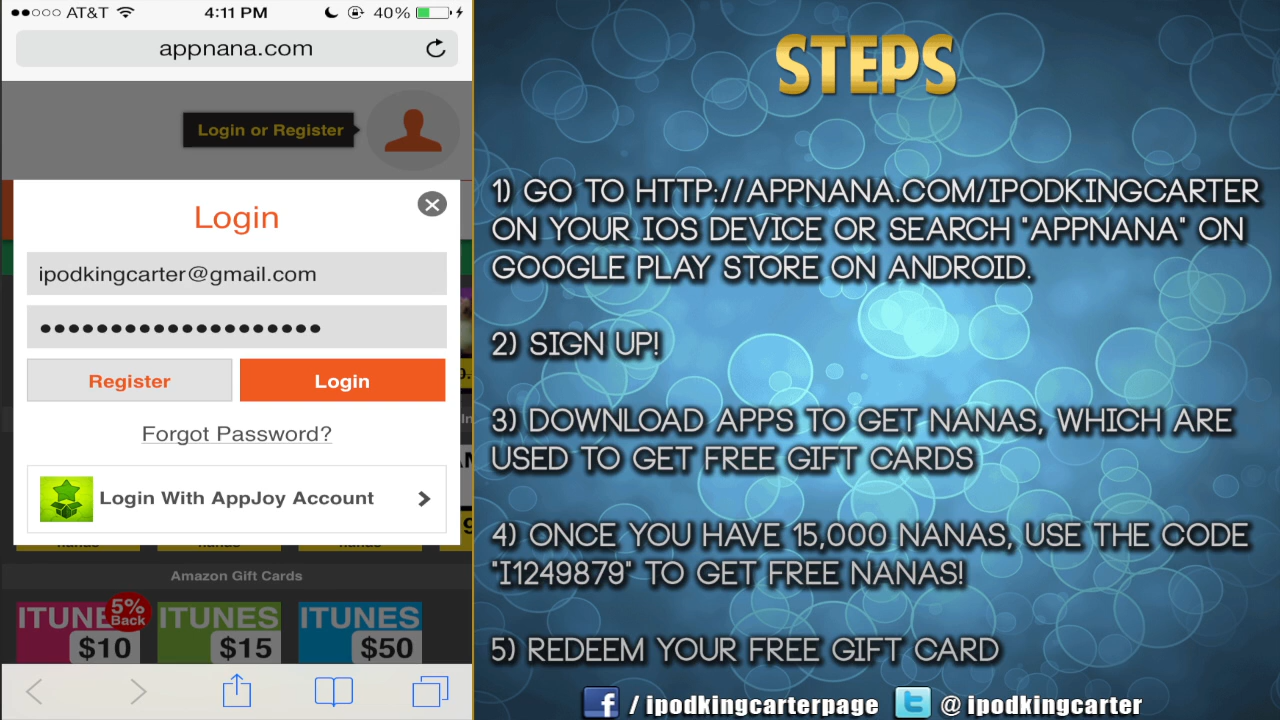 AT&T 4:11 PM 40%
appnana.com
Login or Register
Login
ipodkingcarter@gmail.com
Register Login
Forgot Password?
Login With AppJoy Account
nanas nanas nanas
Amazon Gift Cards
ITUNES ITUNES ITUNES
5%
Back
$10 $15 $50
STEPS
1) GO TO HTTP://APPNANA.COM/IPODKINGCARTER
ON YOUR IOS DEVICE OR SEARCH "APPNANA" ON
GOOGLE PLAY STORE ON ANDROID.
2) SIGN UP!
3) DOWNLOAD APPS TO GET NANAS, WHICH ARE
USED TO GET FREE GIFT CARDS
4) ONCE YOU HAVE 15,000 NANAS, USE THE CODE
"I1249879" TO GET FREE NANAS!
5) REDEEM YOUR FREE GIFT CARD
f / ipodkingcarterpage t @ ipodkingcarter